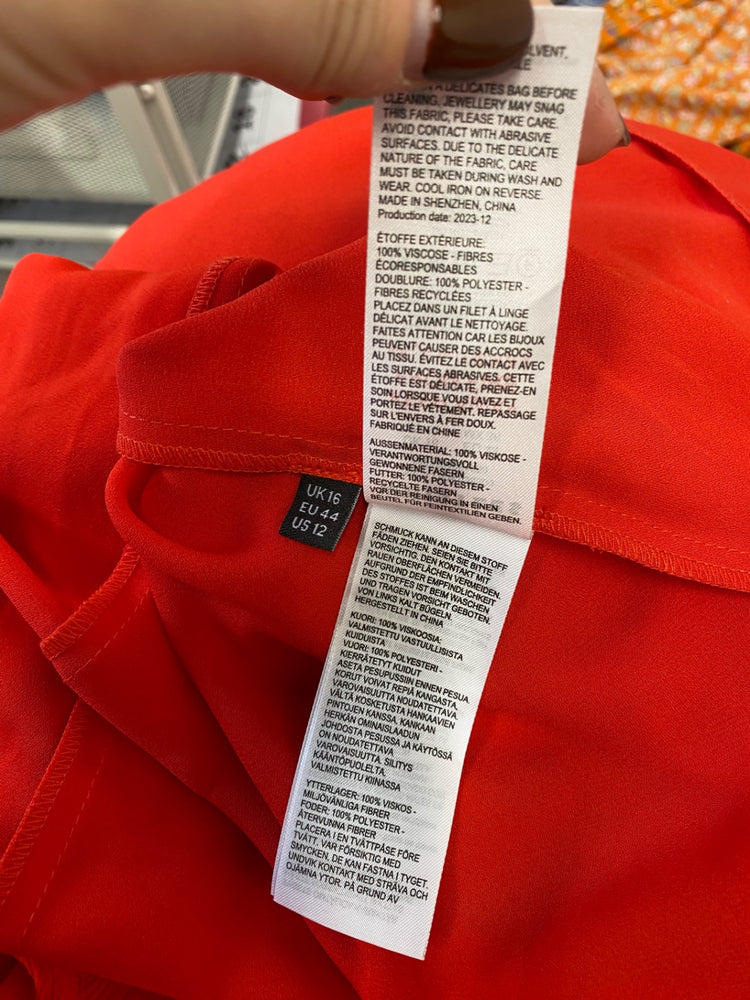 LVENT,
LE
A DELICATES BAG BEFORE
CLEANING, JEWELLERY MAY SNAG
THIS FABRIC, PLEASE TAKE CARE.
AVOID CONTACT WITH ABRASIVE
SURFACES. DUE TO THE DELICATE
NATURE OF THE FABRIC, CARE
MUST BE TAKEN DURING WASH AND
WEAR. COOL IRON ON REVERSE.
MADE IN SHENZHEN, CHINA
Production date: 2023-12
ÉTOFFE EXTÉRIEURE:
100% VISCOSE - FIBRES
ÉCORESPONSABLES
DOUBLURE: 100% POLYESTER -
FIBRES RECYCLÉES
PLACEZ DANS UN FILET À LINGE
DÉLICAT AVANT LE NETTOYAGE.
FAITES ATTENTION CAR LES BIJOUX
PEUVENT CAUSER DES ACCROCS
AU TISSU. ÉVITEZ LE CONTACT AVEC
LES SURFACES ABRASIVES. CETTE
ÉTOFFE EST DÉLICATE, PRENEZ-EN
SOIN LORSQUE VOUS LAVEZ ET
PORTEZ LE VÊTEMENT. REPASSAGE
SUR L'ENVERS À FER DOUX.
FABRIQUÉ EN CHINE
AUSSENMATERIAL: 100% VISKOSE -
VERANTWORTUNGSVOLL
GEWONNENE FASERN
FUTTER: 100% POLYESTER -
RECYCELTE FASERN
VOR DER REINIGUNG IN EINEN
BEUTEL FÜR FEINTEXTILIEN GEBEN.
UK16
EU 44
US 12
SCHMUCK KANN AN DIESEM STOFF
FÄDEN ZIEHEN, SEIEN SIE BITTE
VORSICHTIG. DEN KONTAKT MIT
RAUEN OBERFLÄCHEN VERMEIDEN.
AUFGRUND DER EMPFINDLICHKEIT
DES STOFFES IST BEIM WASCHEN
UND TRAGEN VORSICHT GEBOTEN.
VON LINKS KALT BÜGELN.
HERGESTELLT IN CHINA
KUORI: 100% VISKOOSIA:
VALMISTETTU VASTUULLISISTA
KUIDUISTA
VUORI: 100% POLYESTERI -
KIERRÄTETYT KUIDUT
ASETA PESUPUSSIIN ENNEN PESUA.
KORUT VOIVAT REPIÄ KANGASTA.
VAROVAISUUTTA NOUDATETTAVA.
VÄLTÄ KOSKETUSTA HANKAAVIEN
PINTOJEN KANSSA. KANKAAN
HERKÄN OMINAISLAADUN
JOHDOSTA PESUSSA JA KÄYTÖSSÄ
ON NOUDATETTAVA
VAROVAISUUTTA. SILITYS
KÄÄNTÖPUOLELTA.
VALMISTETTU KIINASSA
YTTERLAGER: 100% VISKOS -
MILJÖVÄNLIGA FIBRER
FODER: 100% POLYESTER -
ÅTERVUNNA FIBRER
PLACERA I EN TVÄTTPÅSE FÖRE
TVÄTT. VAR FÖRSIKTIG MED
SMYCKEN, DE KAN FASTNA I TYGET.
UNDVIK KONTAKT MED STRÄVA OCH
OJÄMNA YTOR. PÅ GRUND AV